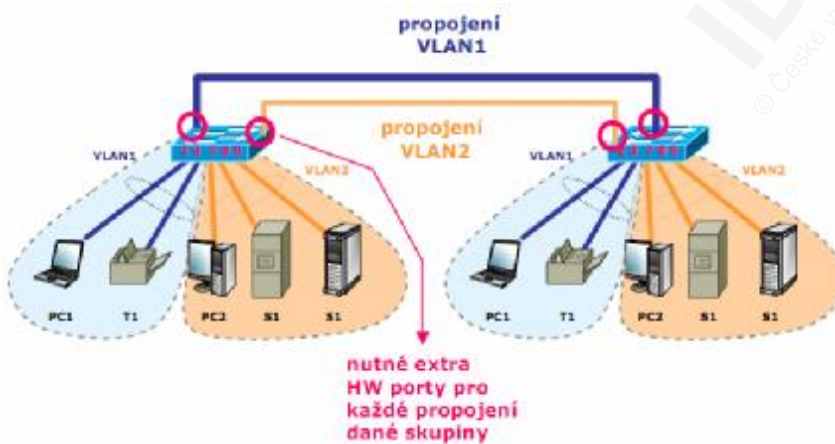 propojení
VLAN1
propojení
VLAN2
VLAN1
VLAN2
VLAN1
VLAN2
PC1
T1
PC2
S1
S1
PC1
T1
PC2
S1
S1
nutné extra
HW porty pro
každé propojení
dané skupiny